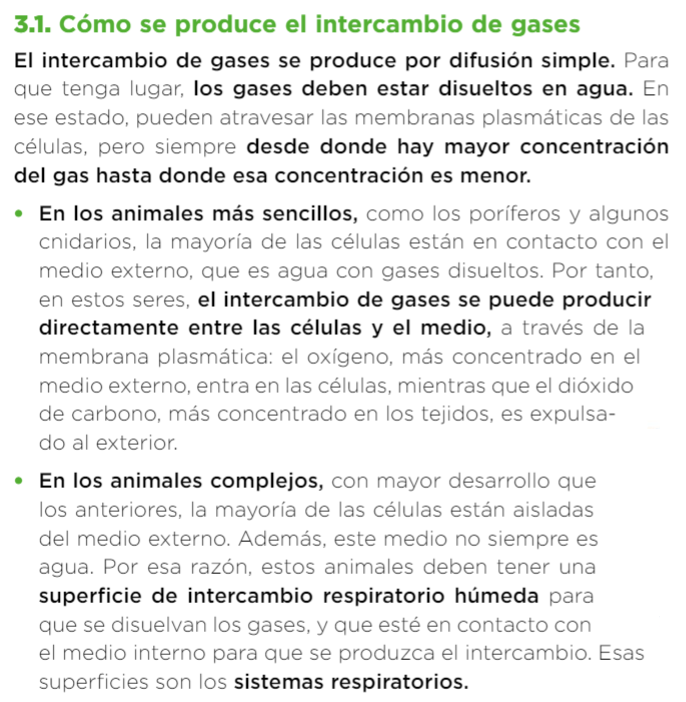 3.1. Cómo se produce el intercambio de gases
El intercambio de gases se produce por difusión simple. Para
que tenga lugar, los gases deben estar disueltos en agua. En
ese estado, pueden atravesar las membranas plasmáticas de las
células, pero siempre desde donde hay mayor concentración
del gas hasta donde esa concentración es menor.
• En los animales más sencillos, como los poríferos y algunos
cnidarios, la mayoría de las células están en contacto con el
medio externo, que es agua con gases disueltos. Por tanto,
en estos seres, el intercambio de gases se puede producir
directamente entre las células y el medio, a través de la
membrana plasmática: el oxígeno, más concentrado en el
medio externo, entra en las células, mientras que el dióxido
de carbono, más concentrado en los tejidos, es expulsa-
do al exterior.
• En los animales complejos, con mayor desarrollo que
los anteriores, la mayoría de las células están aisladas
del medio externo. Además, este medio no siempre es
agua. Por esa razón, estos animales deben tener una
superficie de intercambio respiratorio húmeda para
que se disuelvan los gases, y que esté en contacto con
el medio interno para que se produzca el intercambio. Esas
superficies son los sistemas respiratorios.